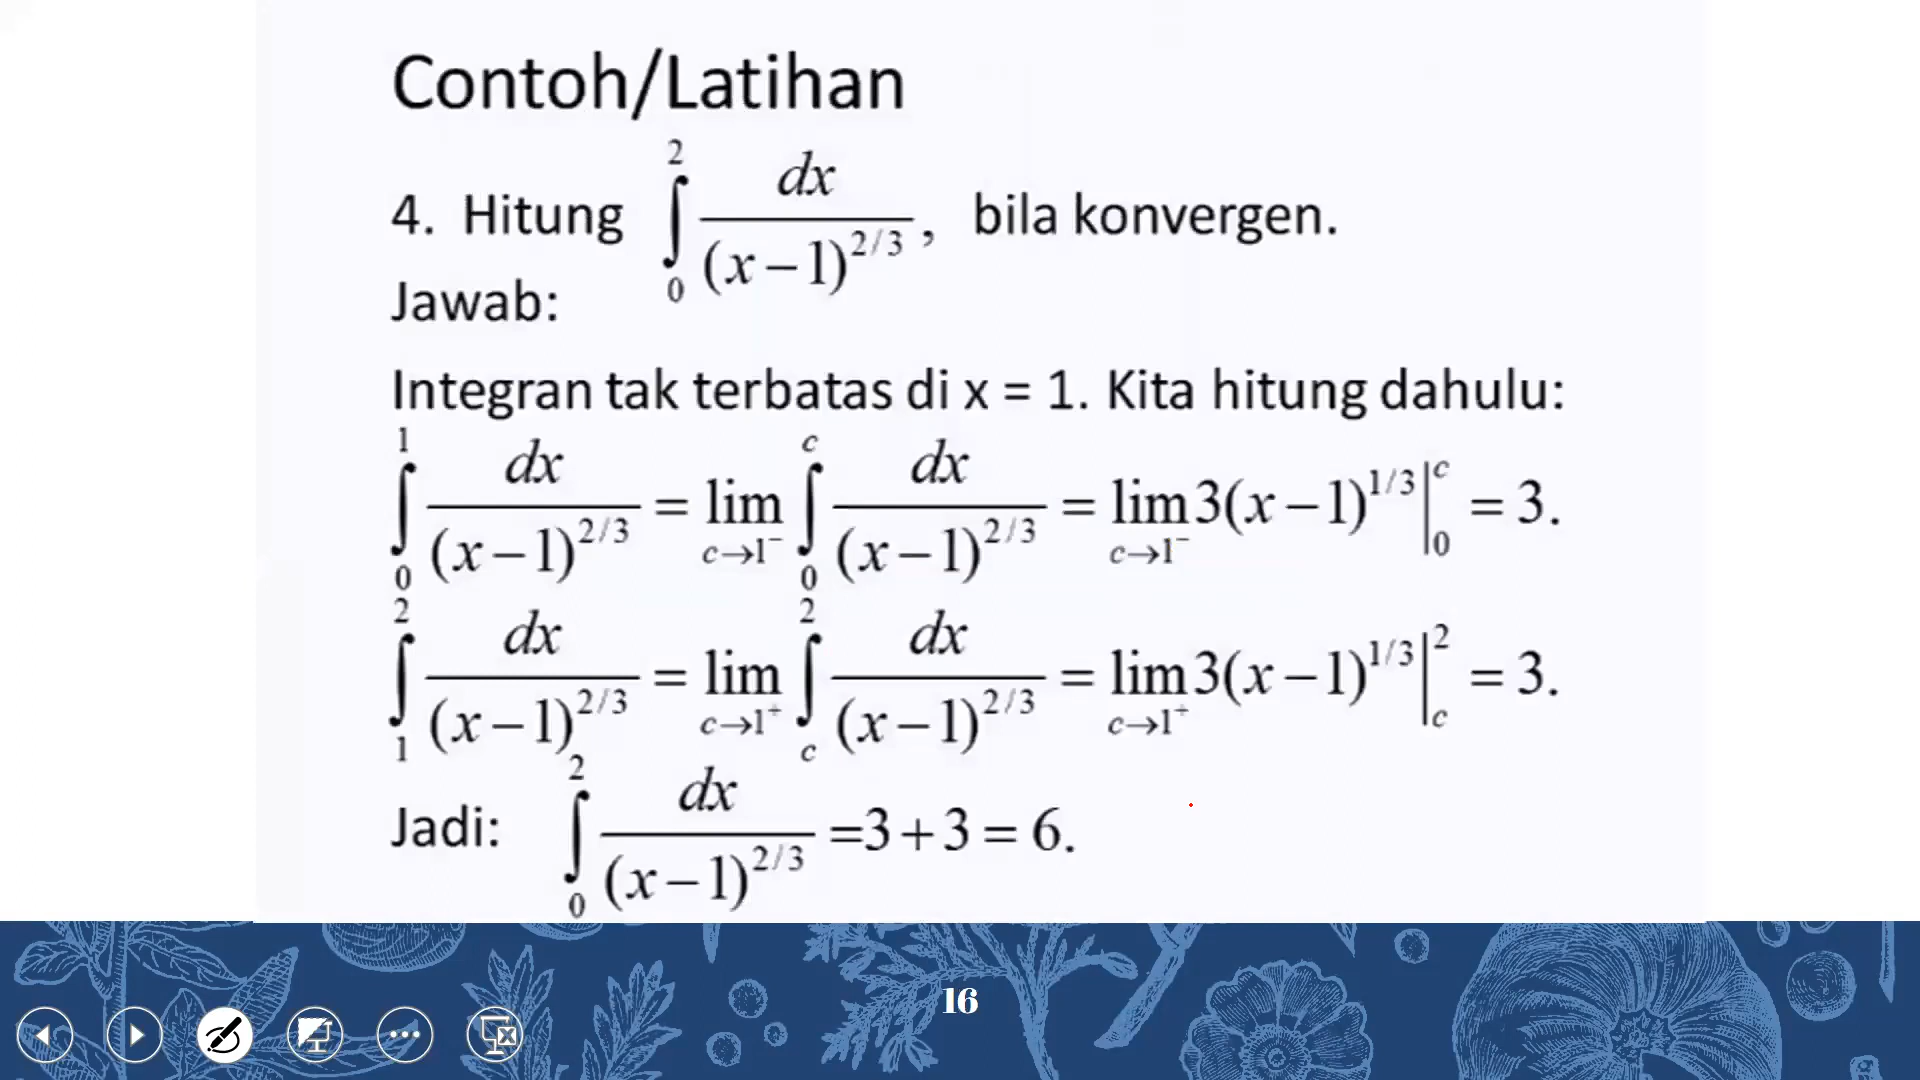 Contoh/Latihan
4. Hitung ∫₀² dx/(x−1)^{2/3}, bila konvergen.
Jawab:
Integran tak terbatas di x = 1. Kita hitung dahulu:
∫₀¹ dx/(x−1)^{2/3} = lim_{c→1⁻} ∫₀ᶜ dx/(x−1)^{2/3} = lim_{c→1⁻} 3(x−1)^{1/3}|₀ᶜ = 3.
∫₁² dx/(x−1)^{2/3} = lim_{c→1⁺} ∫_c² dx/(x−1)^{2/3} = lim_{c→1⁺} 3(x−1)^{1/3}|_c² = 3.
Jadi: ∫₀² dx/(x−1)^{2/3} =3+3 = 6.
16